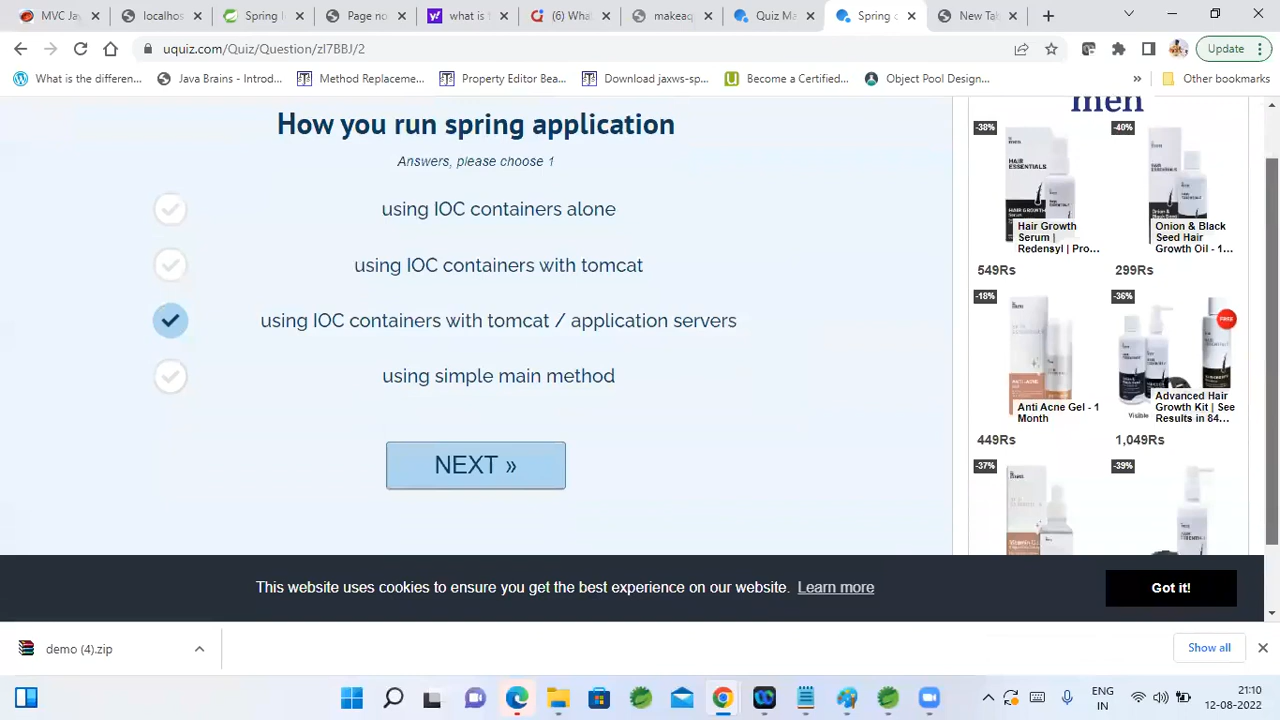 MVC Ja
localhos
Spring I
Page no
what is
(6) Wha
makeaq
Quiz Ma
Spring c
New Tab
uquiz.com/Quiz/Question/zI7BBJ/2
Update
What is the differen...
Java Brains - Introd...
Method Replaceme...
Property Editor Bea...
Download jaxws-sp...
Become a Certified...
Object Pool Design...
»
Other bookmarks
How you run spring application
Answers, please choose 1
using IOC containers alone
using IOC containers with tomcat
using IOC containers with tomcat / application servers
using simple main method
NEXT »
men
-38%
-40%
HAIR ESSENTIALS
Hair Growth
Serum |
Redensyl | Pro...
549Rs
Onion & Black
Seed Hair
Growth Oil - 1...
299Rs
-18%
-36%
FREE
Anti Acne Gel - 1
Month
449Rs
Visible
Advanced Hair
Growth Kit | See
Results in 84...
1,049Rs
-37%
-39%
This website uses cookies to ensure you get the best experience on our website. Learn more
Got it!
demo (4).zip
Show all
ENG
IN
21:10
12-08-2022